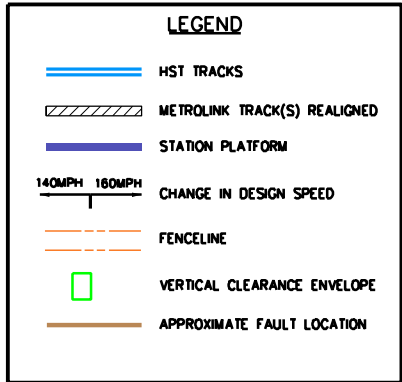 LEGEND
HST TRACKS
METROLINK TRACK(S) REALIGNED
STATION PLATFORM
140MPH 160MPH
CHANGE IN DESIGN SPEED
FENCELINE
VERTICAL CLEARANCE ENVELOPE
APPROXIMATE FAULT LOCATION